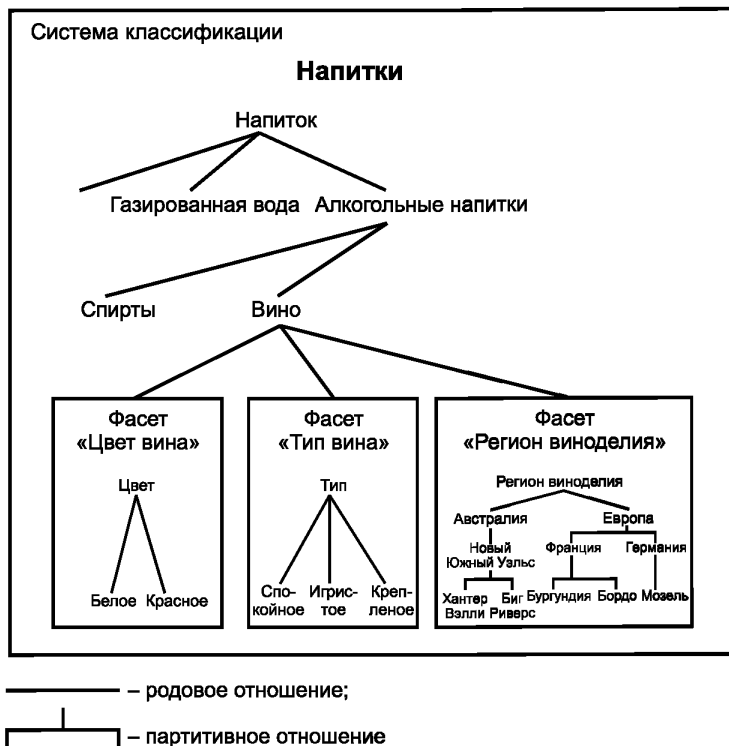 Система классификации
Напитки
Напиток
Газированная вода
Алкогольные напитки
Спирты
Вино
Фасет
«Цвет вина»
Цвет
Белое
Красное
Фасет
«Тип вина»
Тип
Спо-
койное
Игрис-
тое
Креп-
леное
Фасет
«Регион виноделия»
Регион виноделия
Австралия
Европа
Новый
Южный Уэльс
Франция
Германия
Хантер
Вэлли
Биг
Риверс
Бургундия
Бордо
Мозель
– родовое отношение;
– партитивное отношение